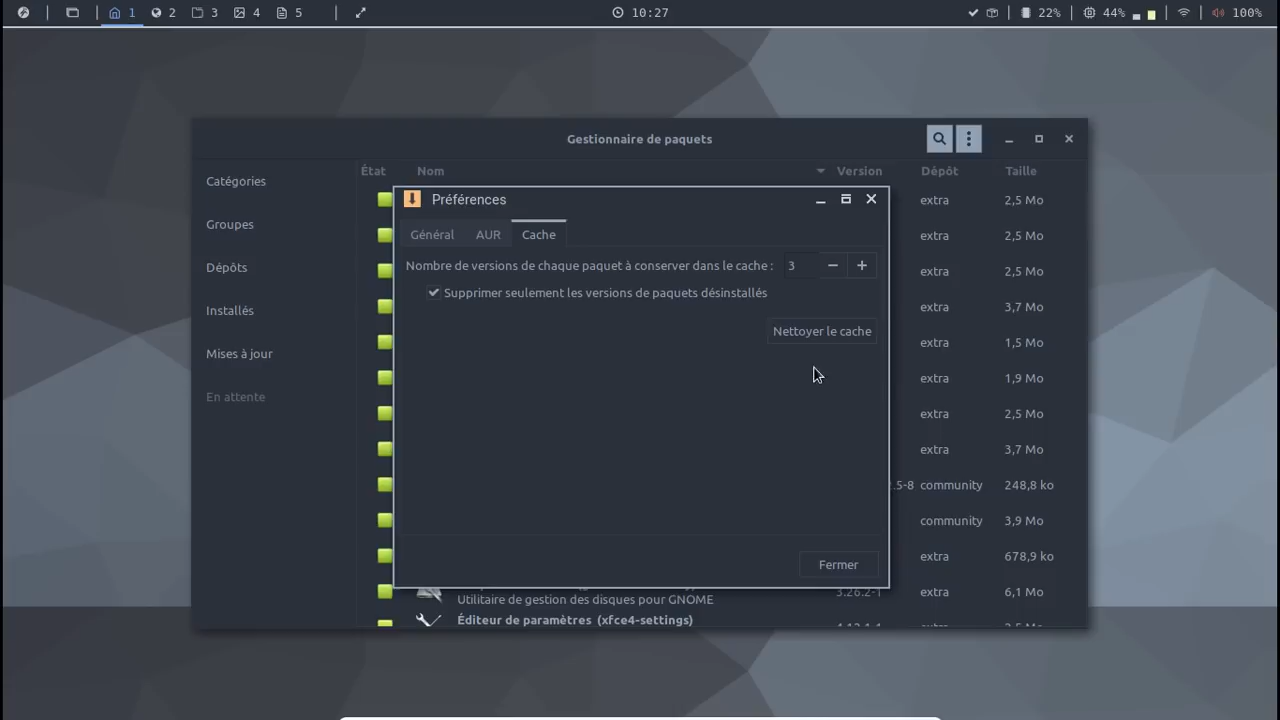 1 2 3 4 5 10:27 22% 44% 100%
Gestionnaire de paquets
État Nom Version Dépôt Taille
Catégories
Groupes
Dépôts
Installés
Mises à jour
En attente
Préférences
Général AUR Cache
Nombre de versions de chaque paquet à conserver dans le cache : 3
Supprimer seulement les versions de paquets désinstallés
Nettoyer le cache
Fermer
extra 2,5 Mo
extra 2,5 Mo
extra 2,5 Mo
extra 3,7 Mo
extra 1,5 Mo
extra 1,9 Mo
extra 2,5 Mo
extra 3,7 Mo
.5-8 community 248,8 ko
community 3,9 Mo
extra 678,9 ko
3.26.2-1 extra 6,1 Mo
Utilitaire de gestion des disques pour GNOME
Éditeur de paramètres (xfce4-settings)